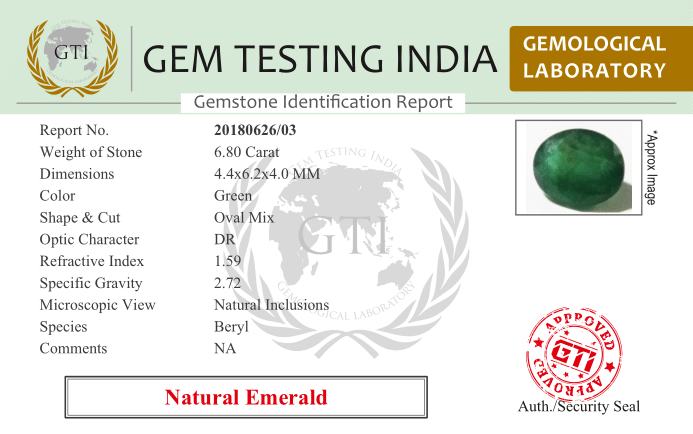 GTI
GEM TESTING INDIA
GEMOLOGICAL
LABORATORY
Gemstone Identification Report
Report No. 20180626/03
Weight of Stone 6.80 Carat
Dimensions 4.4x6.2x4.0 MM
Color Green
Shape & Cut Oval Mix
Optic Character DR
Refractive Index 1.59
Specific Gravity 2.72
Microscopic View Natural Inclusions
Species Beryl
Comments NA
*Approx Image
GEM TESTING INDIA
GTI
GEMOLOGICAL LABORATORY
Natural Emerald
APPROVED
GTI
APPROVED
Auth./Security Seal